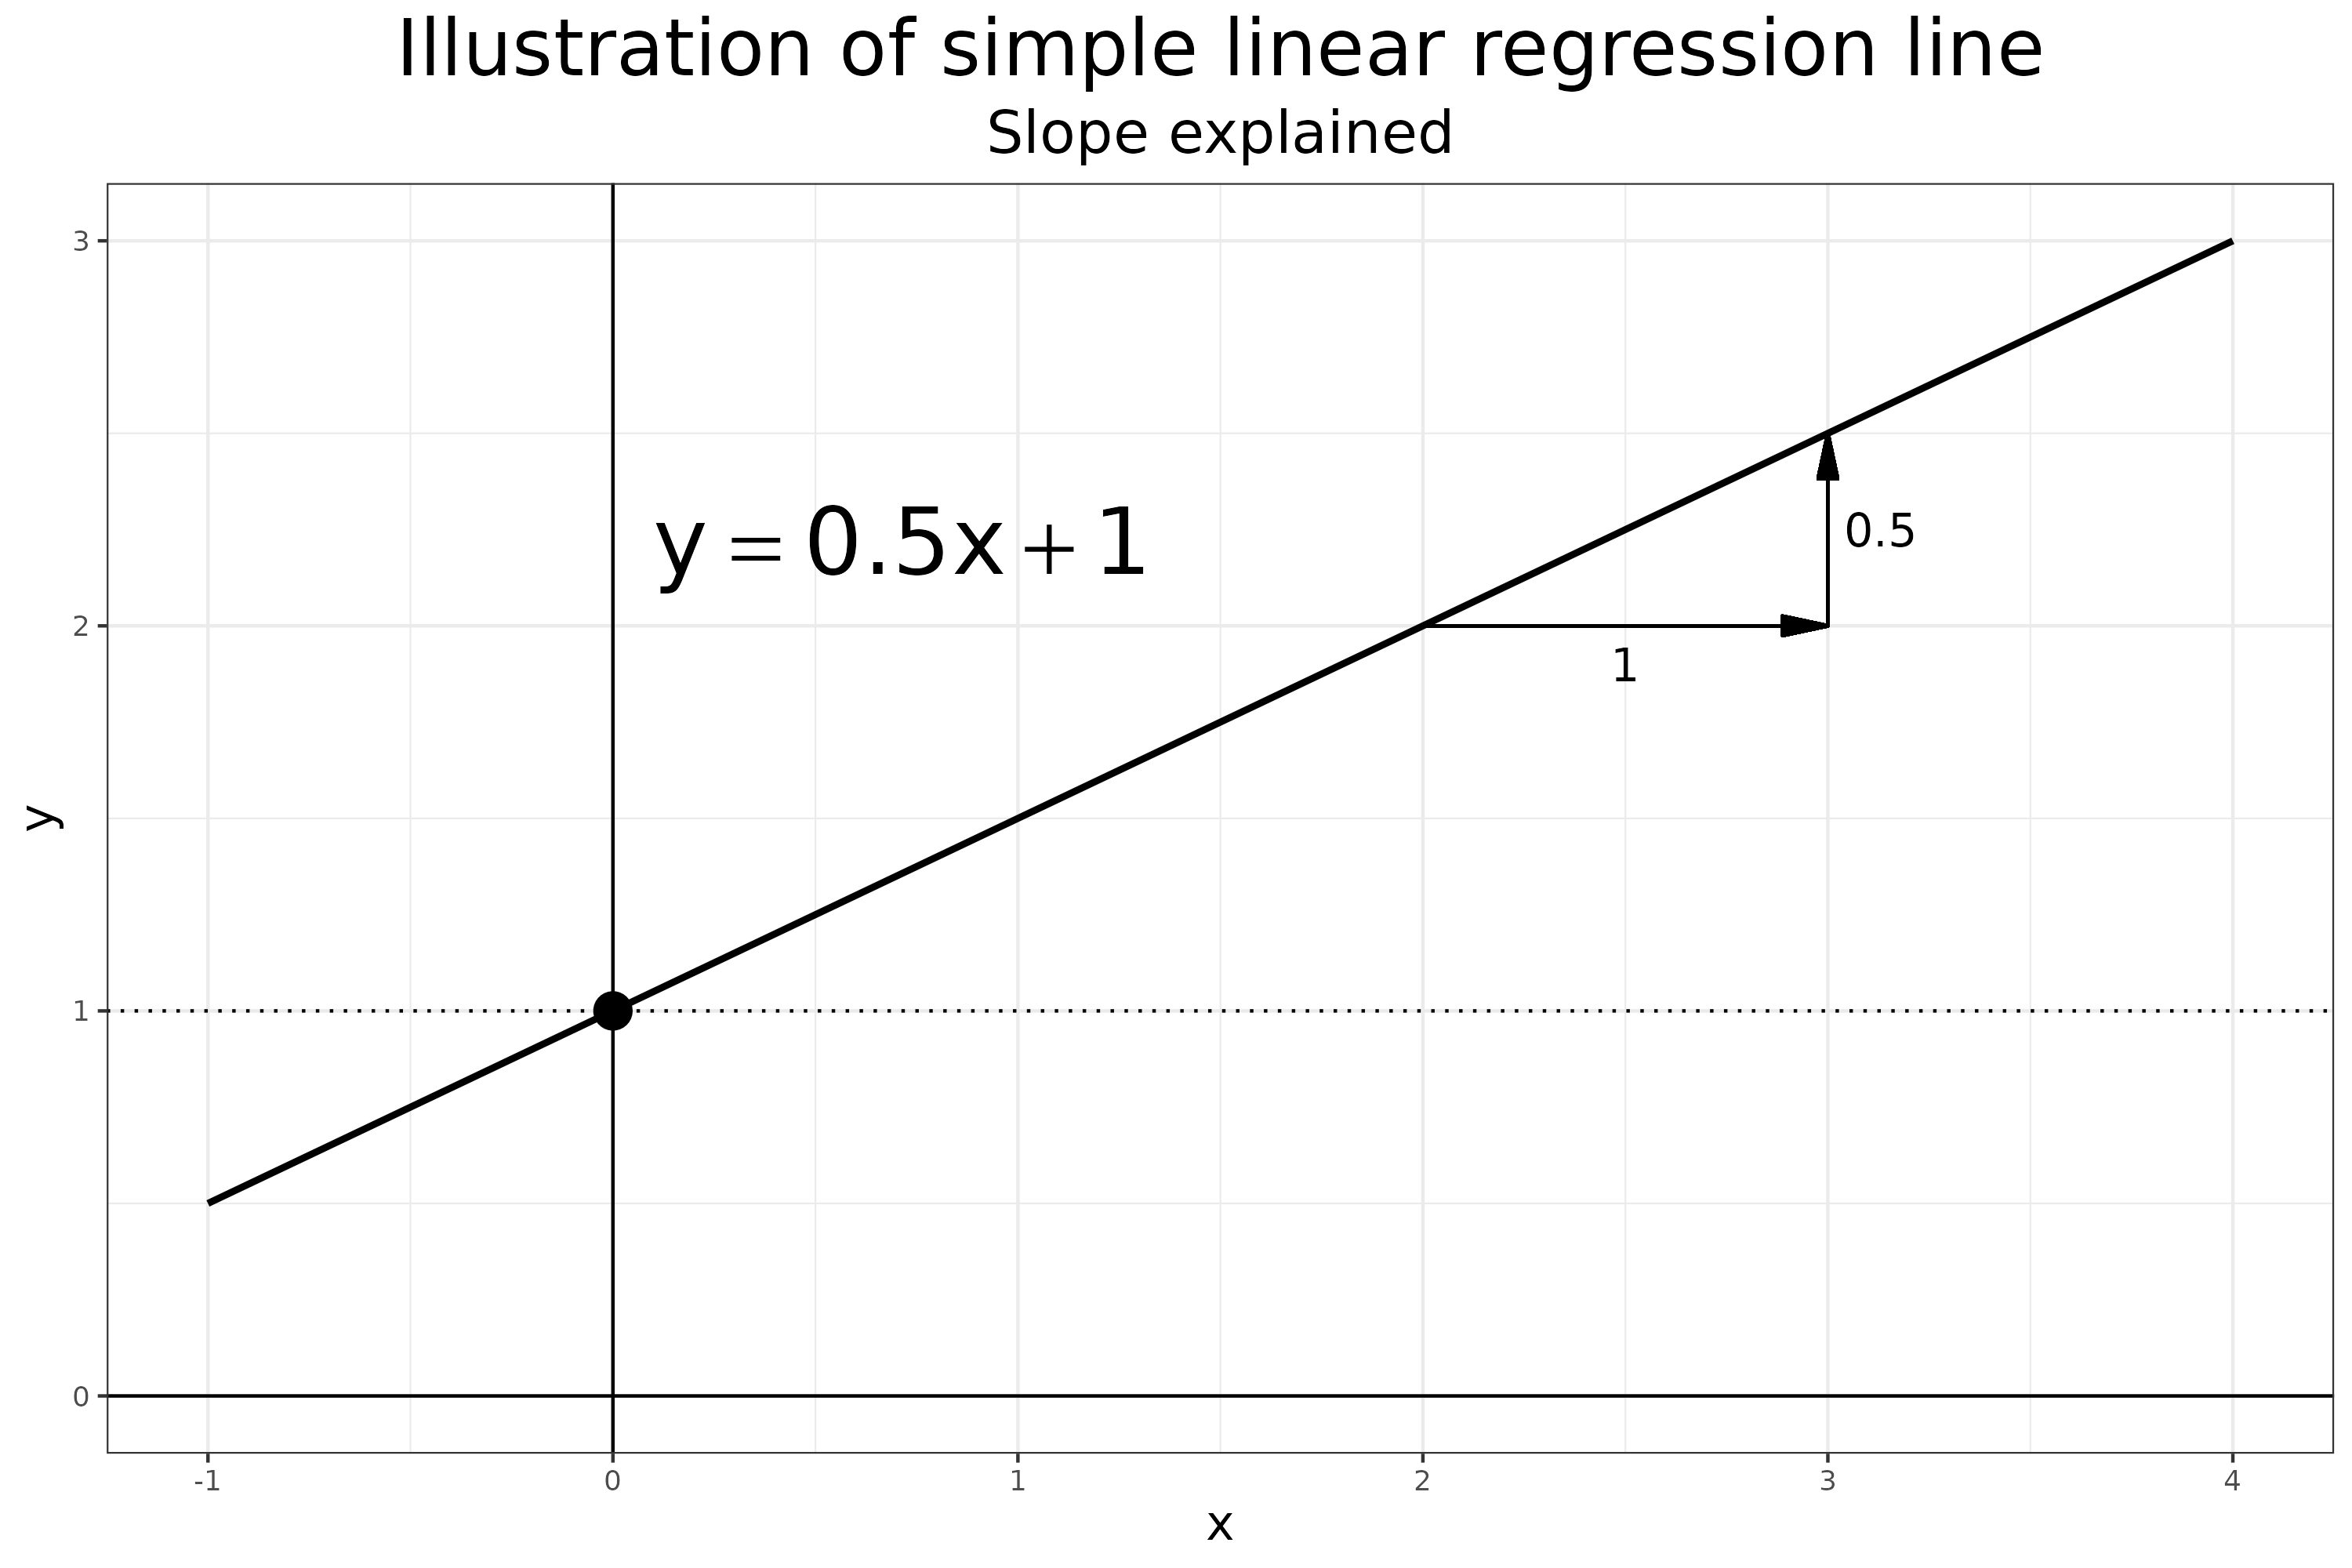 Illustration of simple linear regression line
Slope explained
3
y = 0.5x + 1
0.5
2
1
y
1
0
-1 0 1 2 3 4
x